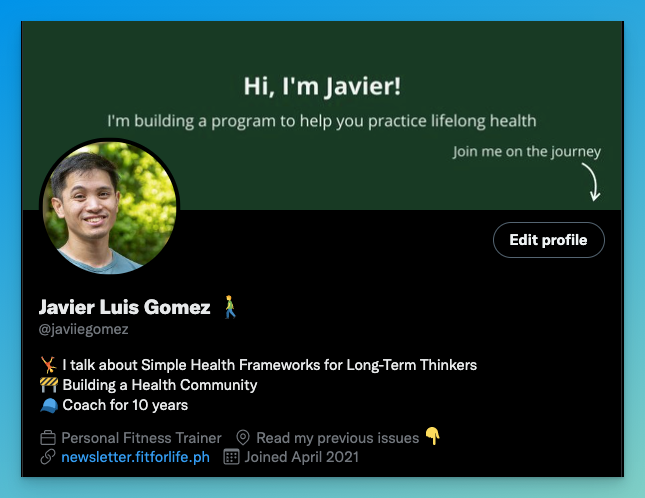 Hi, I'm Javier!
I'm building a program to help you practice lifelong health
Join me on the journey
Edit profile
Javier Luis Gomez 🚶‍♂️
@javiiegomez
🤸 I talk about Simple Health Frameworks for Long-Term Thinkers
🚧 Building a Health Community
🧢 Coach for 10 years
Personal Fitness Trainer Read my previous issues 👇
newsletter.fitforlife.ph Joined April 2021